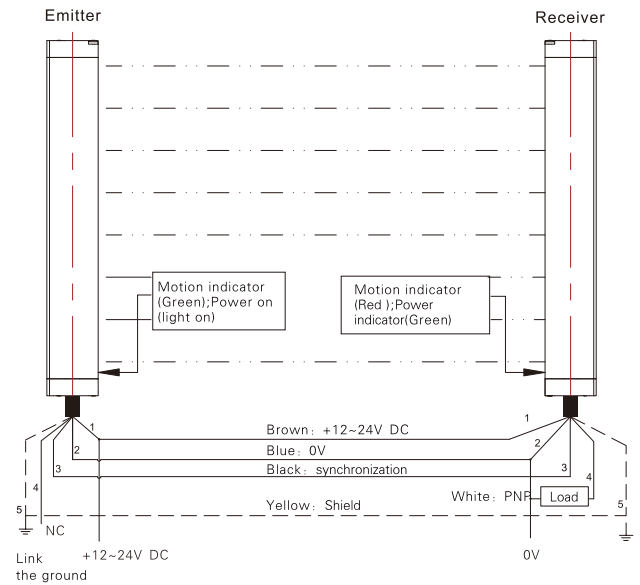 Emitter
Receiver
Motion indicator
(Green);Power on
(light on)
Motion indicator
(Red );Power
indicator(Green)
1
Brown: +12~24V DC
1
2
Blue: 0V
2
3
Black: synchronization
3
4
White: PNP
Load
4
5
Yellow: Shield
5
NC
Link
the ground
+12~24V DC
0V